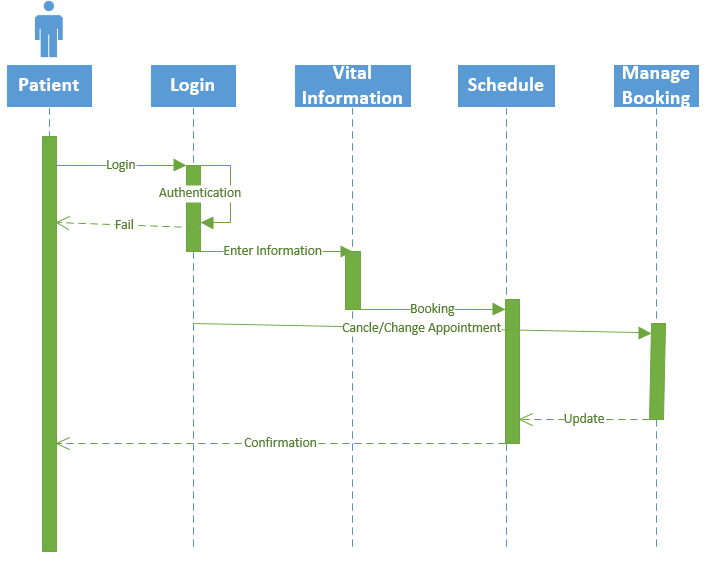 Patient
Login
Vital
Information
Schedule
Manage
Booking
Login
Authentication
Fail
Enter Information
Booking
Cancle/Change Appointment
Update
Confirmation